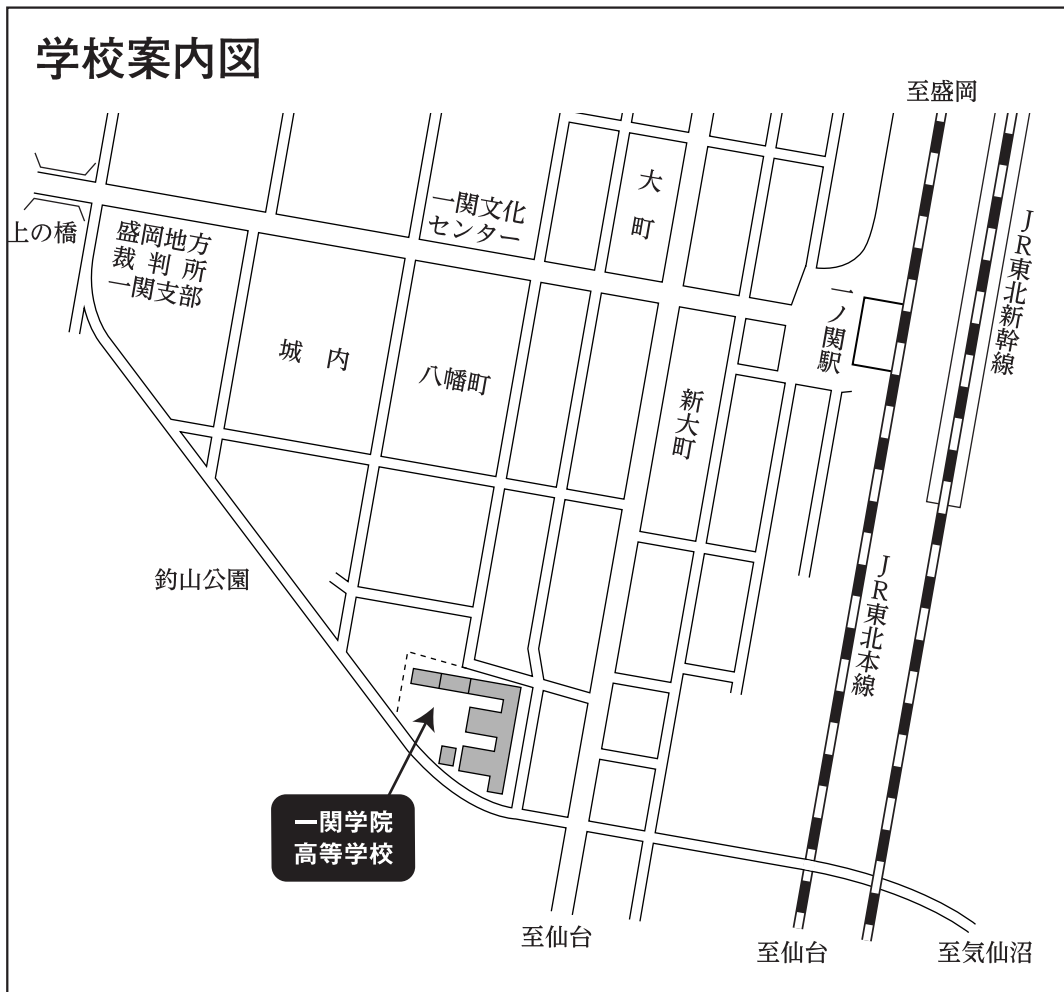 学校案内図
至盛岡
大町
一関文化
センター
上の橋
盛岡地方
裁判所
一関支部
JR東北新幹線
一ノ関駅
城内
八幡町
新大町
釣山公園
JR東北本線
一関学院
高等学校
至仙台
至仙台
至気仙沼